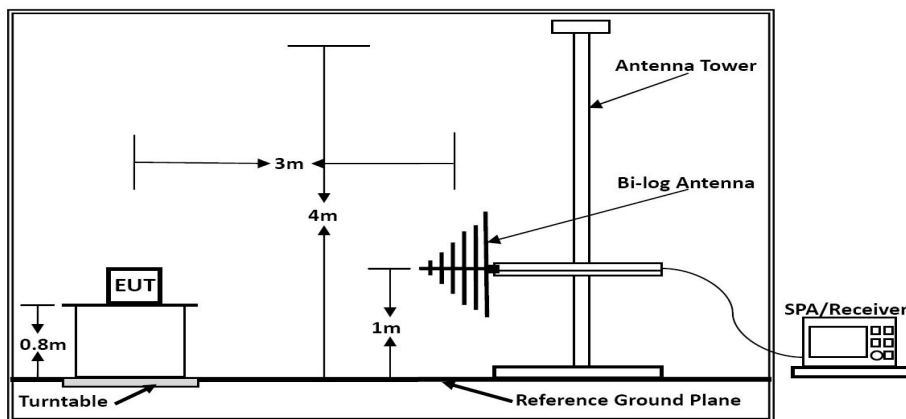 Antenna Tower
3m
Bi-log Antenna
4m
EUT
SPA/Receiver
0.8m
1m
Turntable
Reference Ground Plane